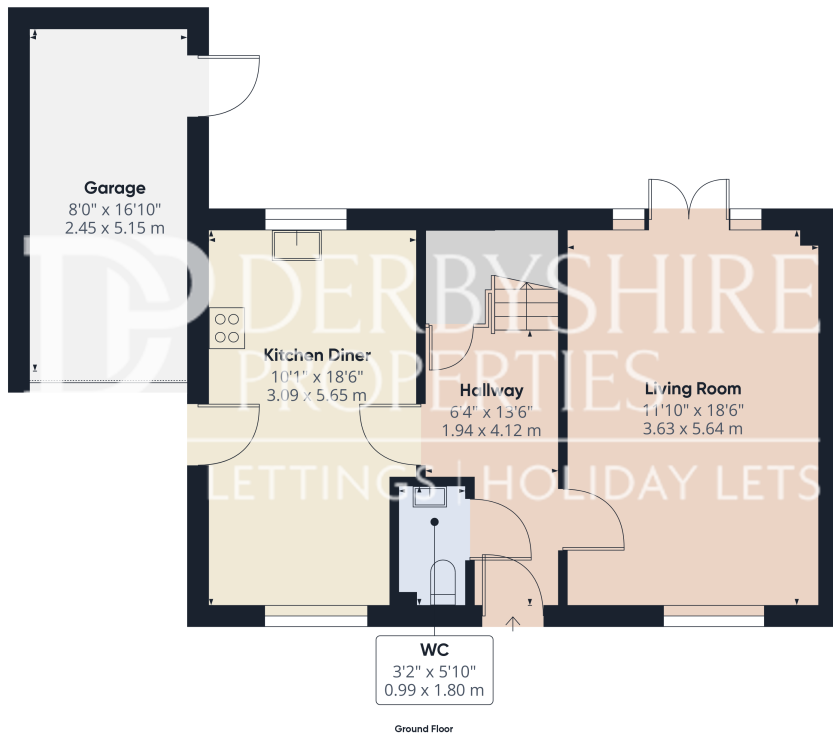 Garage
8'0" x 16'10"
2.45 x 5.15 m
DP DERBYSHIRE
PROPERTIES
LETTINGS | HOLIDAY LETS
Kitchen Diner
10'1" x 18'6"
3.09 x 5.65 m
Hallway
6'4" x 13'6"
1.94 x 4.12 m
Living Room
11'10" x 18'6"
3.63 x 5.64 m
WC
3'2" x 5'10"
0.99 x 1.80 m
Ground Floor